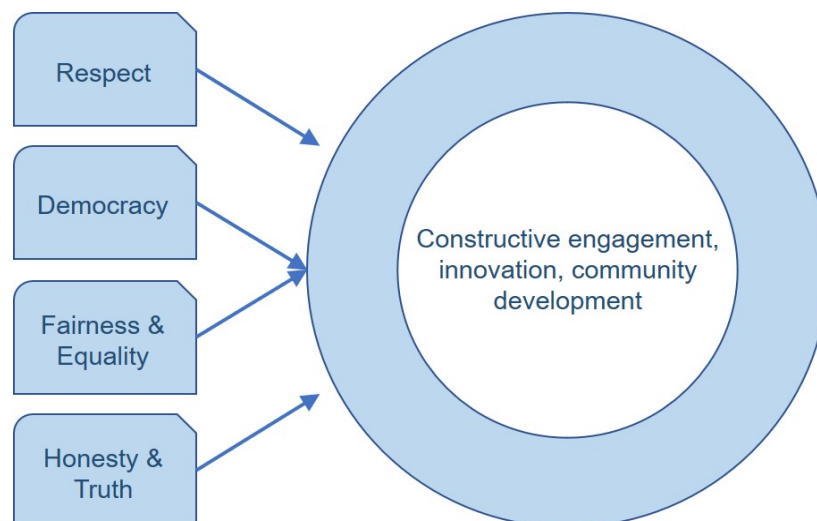 Respect
Democracy
Fairness &
Equality
Honesty &
Truth
Constructive engagement,
innovation, community
development